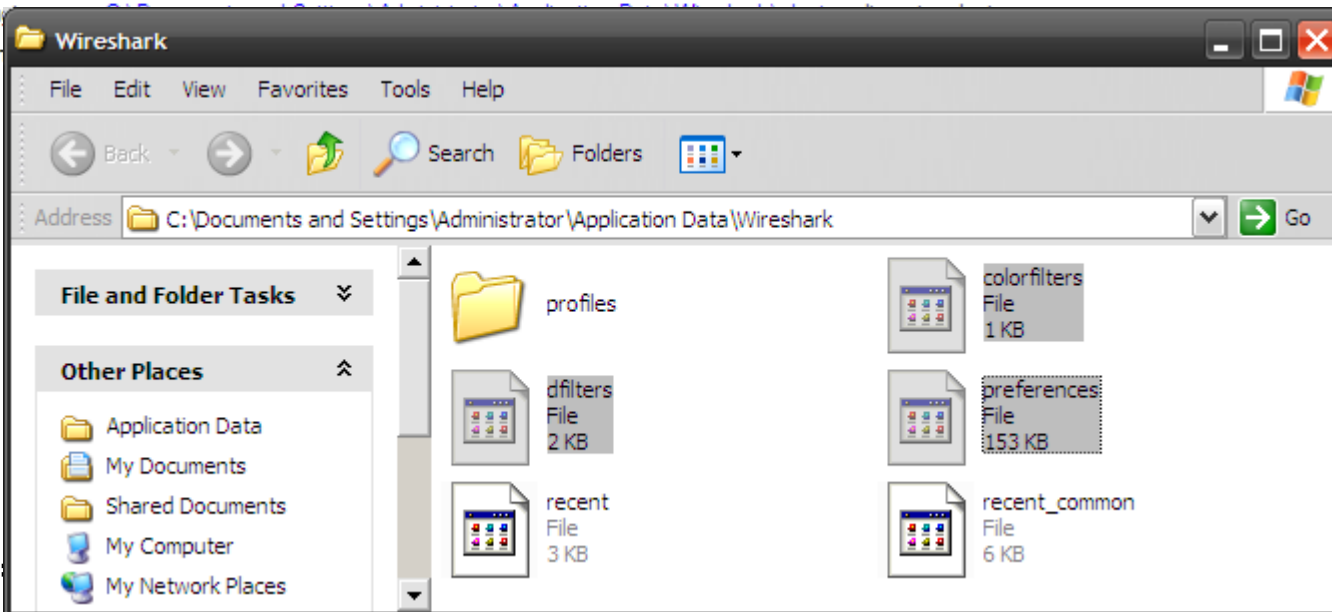 Wireshark
File Edit View Favorites Tools Help
Back Search Folders
Address C:\Documents and Settings\Administrator\Application Data\Wireshark Go
File and Folder Tasks
Other Places
Application Data
My Documents
Shared Documents
My Computer
My Network Places
profiles
colorfilters
File
1 KB
dfilters
File
2 KB
preferences
File
153 KB
recent
File
3 KB
recent_common
File
6 KB